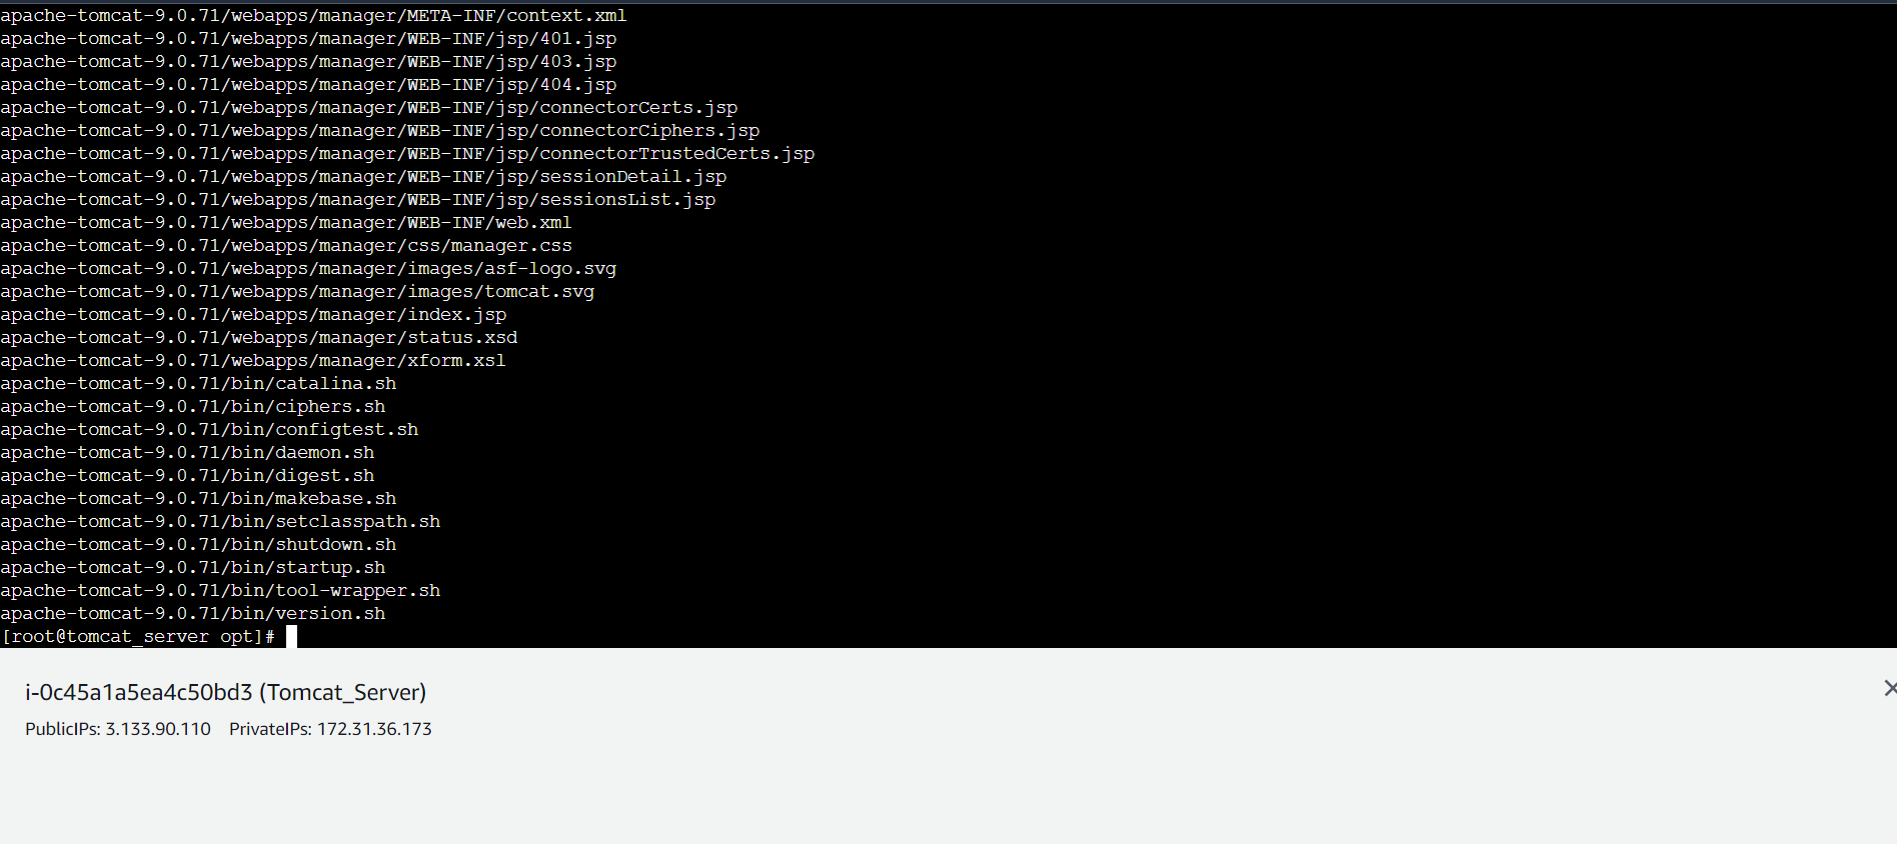 apache-tomcat-9.0.71/webapps/manager/META-INF/context.xml
apache-tomcat-9.0.71/webapps/manager/WEB-INF/jsp/401.jsp
apache-tomcat-9.0.71/webapps/manager/WEB-INF/jsp/403.jsp
apache-tomcat-9.0.71/webapps/manager/WEB-INF/jsp/404.jsp
apache-tomcat-9.0.71/webapps/manager/WEB-INF/jsp/connectorCerts.jsp
apache-tomcat-9.0.71/webapps/manager/WEB-INF/jsp/connectorCiphers.jsp
apache-tomcat-9.0.71/webapps/manager/WEB-INF/jsp/connectorTrustedCerts.jsp
apache-tomcat-9.0.71/webapps/manager/WEB-INF/jsp/sessionDetail.jsp
apache-tomcat-9.0.71/webapps/manager/WEB-INF/jsp/sessionsList.jsp
apache-tomcat-9.0.71/webapps/manager/WEB-INF/web.xml
apache-tomcat-9.0.71/webapps/manager/css/manager.css
apache-tomcat-9.0.71/webapps/manager/images/asf-logo.svg
apache-tomcat-9.0.71/webapps/manager/images/tomcat.svg
apache-tomcat-9.0.71/webapps/manager/index.jsp
apache-tomcat-9.0.71/webapps/manager/status.xsd
apache-tomcat-9.0.71/webapps/manager/xform.xsl
apache-tomcat-9.0.71/bin/catalina.sh
apache-tomcat-9.0.71/bin/ciphers.sh
apache-tomcat-9.0.71/bin/configtest.sh
apache-tomcat-9.0.71/bin/daemon.sh
apache-tomcat-9.0.71/bin/digest.sh
apache-tomcat-9.0.71/bin/makebase.sh
apache-tomcat-9.0.71/bin/setclasspath.sh
apache-tomcat-9.0.71/bin/shutdown.sh
apache-tomcat-9.0.71/bin/startup.sh
apache-tomcat-9.0.71/bin/tool-wrapper.sh
apache-tomcat-9.0.71/bin/version.sh
[root@tomcat_server opt]#
i-0c45a1a5ea4c50bd3 (Tomcat_Server)
PublicIPs: 3.133.90.110 PrivateIPs: 172.31.36.173